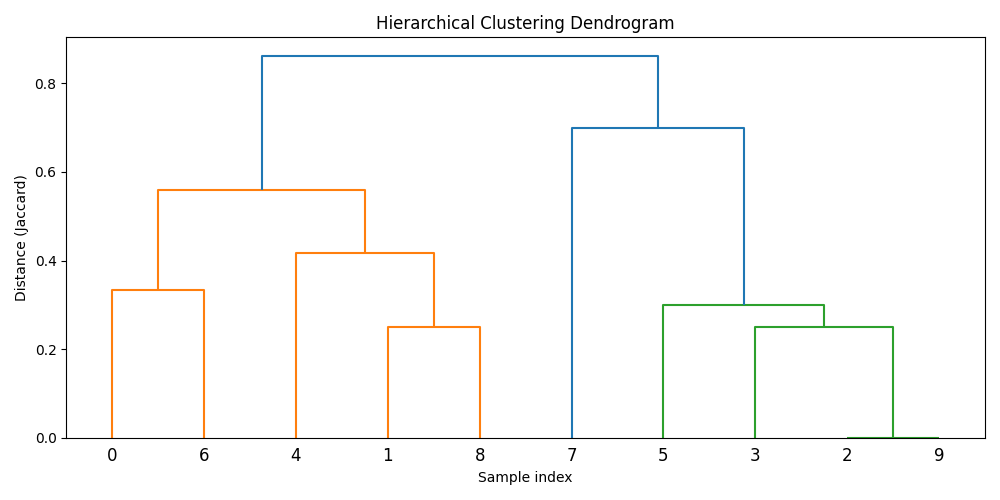 Hierarchical Clustering Dendrogram
Distance (Jaccard)
0.8
0.6
0.4
0.2
0.0
0 6 4 1 8 7 5 3 2 9
Sample index